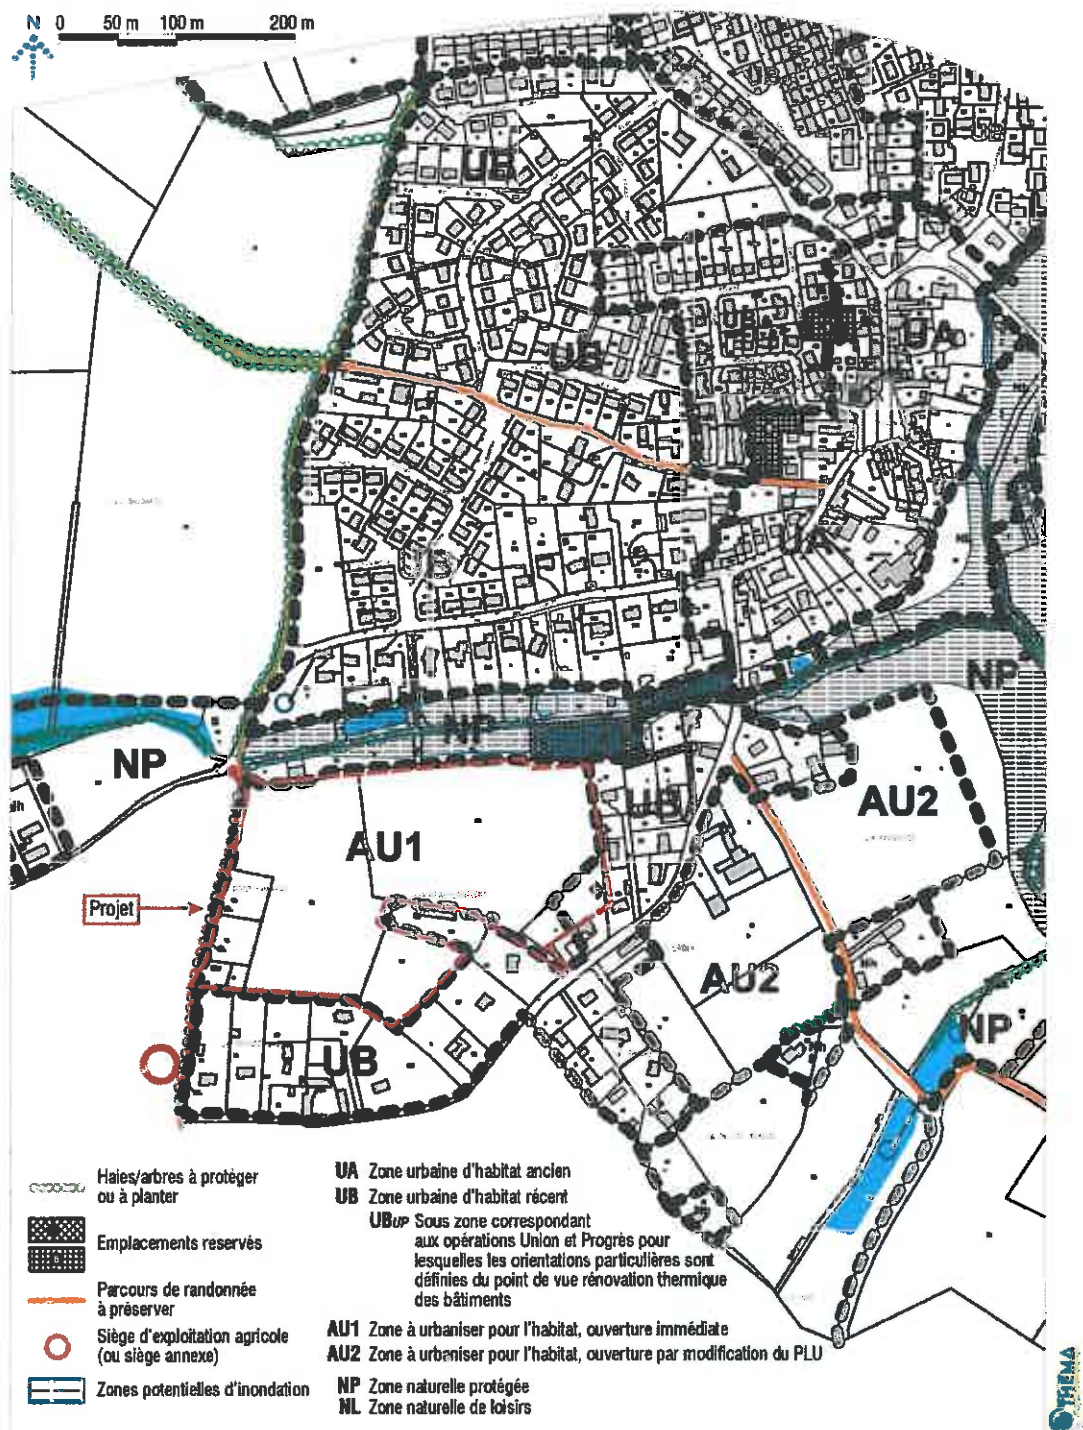 N 0 50 m 100 m 200 m
UB
UA
NL
NP
NP
NP
UB
AU1
AU2
Projet
AU2
NP
UB
Haies/arbres à protéger
ou à planter
Emplacements reservés
Parcours de randonnée
à préserver
Siège d'exploitation agricole
(ou siège annexe)
Zones potentielles d'inondation
UA Zone urbaine d'habitat ancien
UB Zone urbaine d'habitat récent
UBUP Sous zone correspondant
aux opérations Union et Progrès pour
lesquelles les orientations particulières sont
définies du point de vue rénovation thermique
des bâtiments
AU1 Zone à urbaniser pour l'habitat, ouverture immédiate
AU2 Zone à urbaniser pour l'habitat, ouverture par modification du PLU
NP Zone naturelle protégée
NL Zone naturelle de loisirs
THEMA